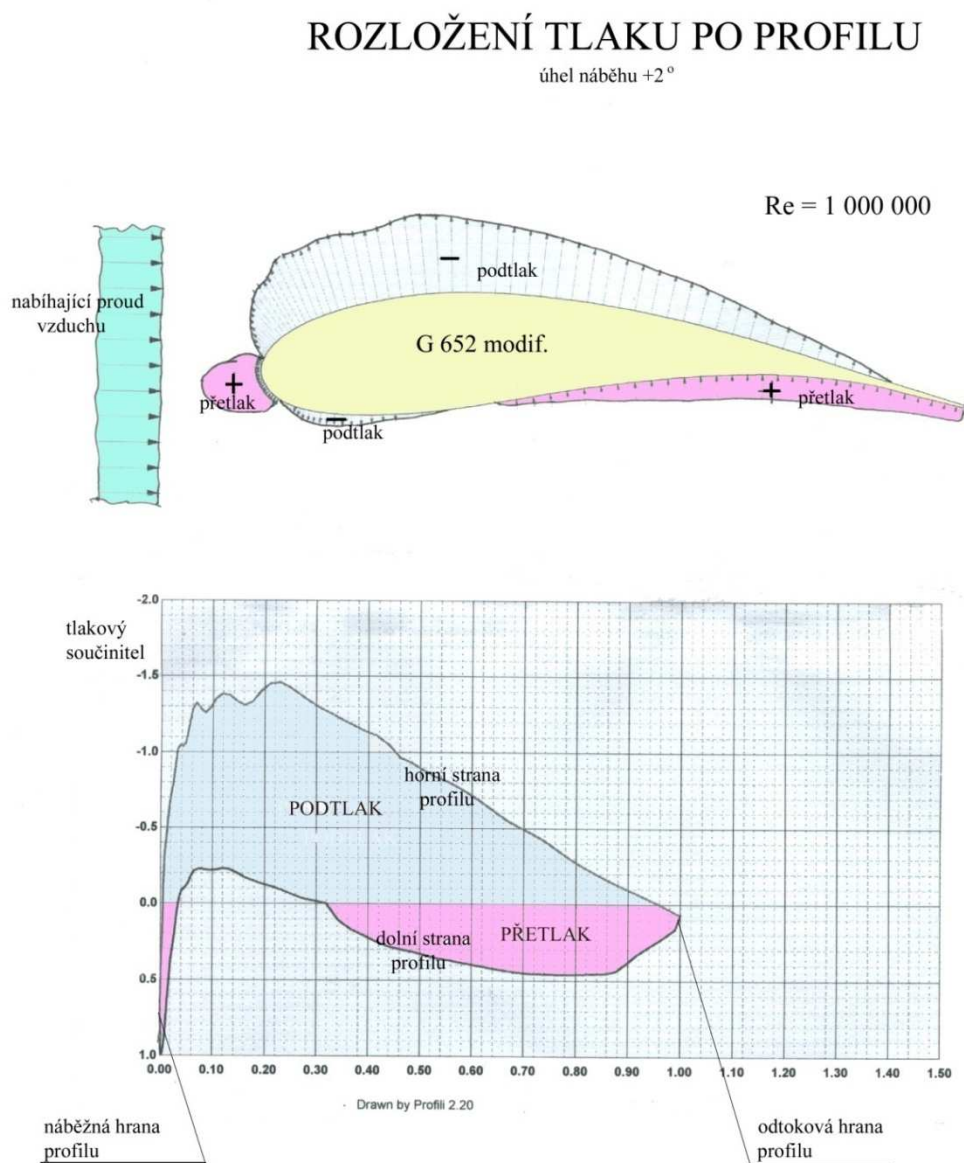 ROZLOŽENÍ TLAKU PO PROFILU
úhel náběhu +2°
Re = 1 000 000
nabíhající proud
vzduchu
podtlak
G 652 modif.
přetlak
podtlak
přetlak
-2.0
tlakový
součinitel
-1.5
-1.0
horní strana
profilu
PODTLAK
-0.5
0.0
PŘETLAK
dolní strana
profilu
0.5
1.0
0.00 0.10 0.20 0.30 0.40 0.50 0.60 0.70 0.80 0.90 1.00 1.10 1.20 1.30 1.40 1.50
Drawn by Profili 2.20
náběžná hrana
profilu
odtoková hrana
profilu